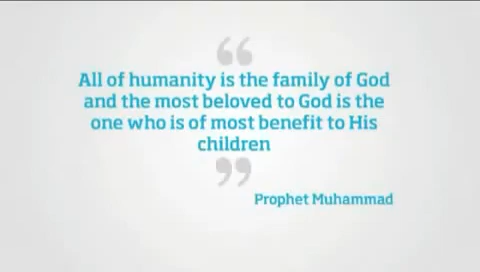 “
All of humanity is the family of God
and the most beloved to God is the
one who is of most benefit to His
children
”
Prophet Muhammad